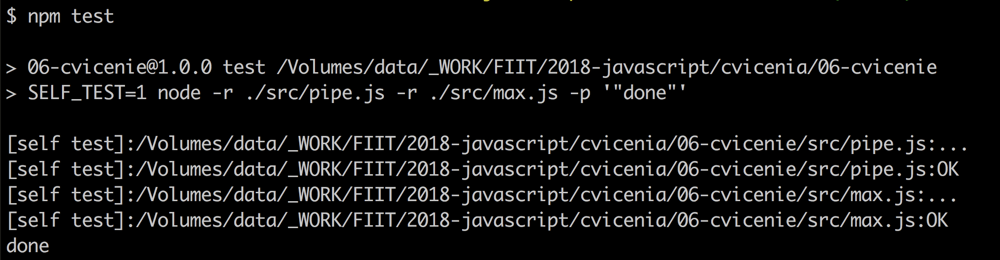 $ npm test
> 06-cvicenie@1.0.0 test /Volumes/data/_WORK/FIIT/2018-javascript/cvicenia/06-cvicenie
> SELF_TEST=1 node -r ./src/pipe.js -r ./src/max.js -p '"done"'
[self test]:/Volumes/data/_WORK/FIIT/2018-javascript/cvicenia/06-cvicenie/src/pipe.js:...
[self test]:/Volumes/data/_WORK/FIIT/2018-javascript/cvicenia/06-cvicenie/src/pipe.js:OK
[self test]:/Volumes/data/_WORK/FIIT/2018-javascript/cvicenia/06-cvicenie/src/max.js:...
[self test]:/Volumes/data/_WORK/FIIT/2018-javascript/cvicenia/06-cvicenie/src/max.js:OK
done